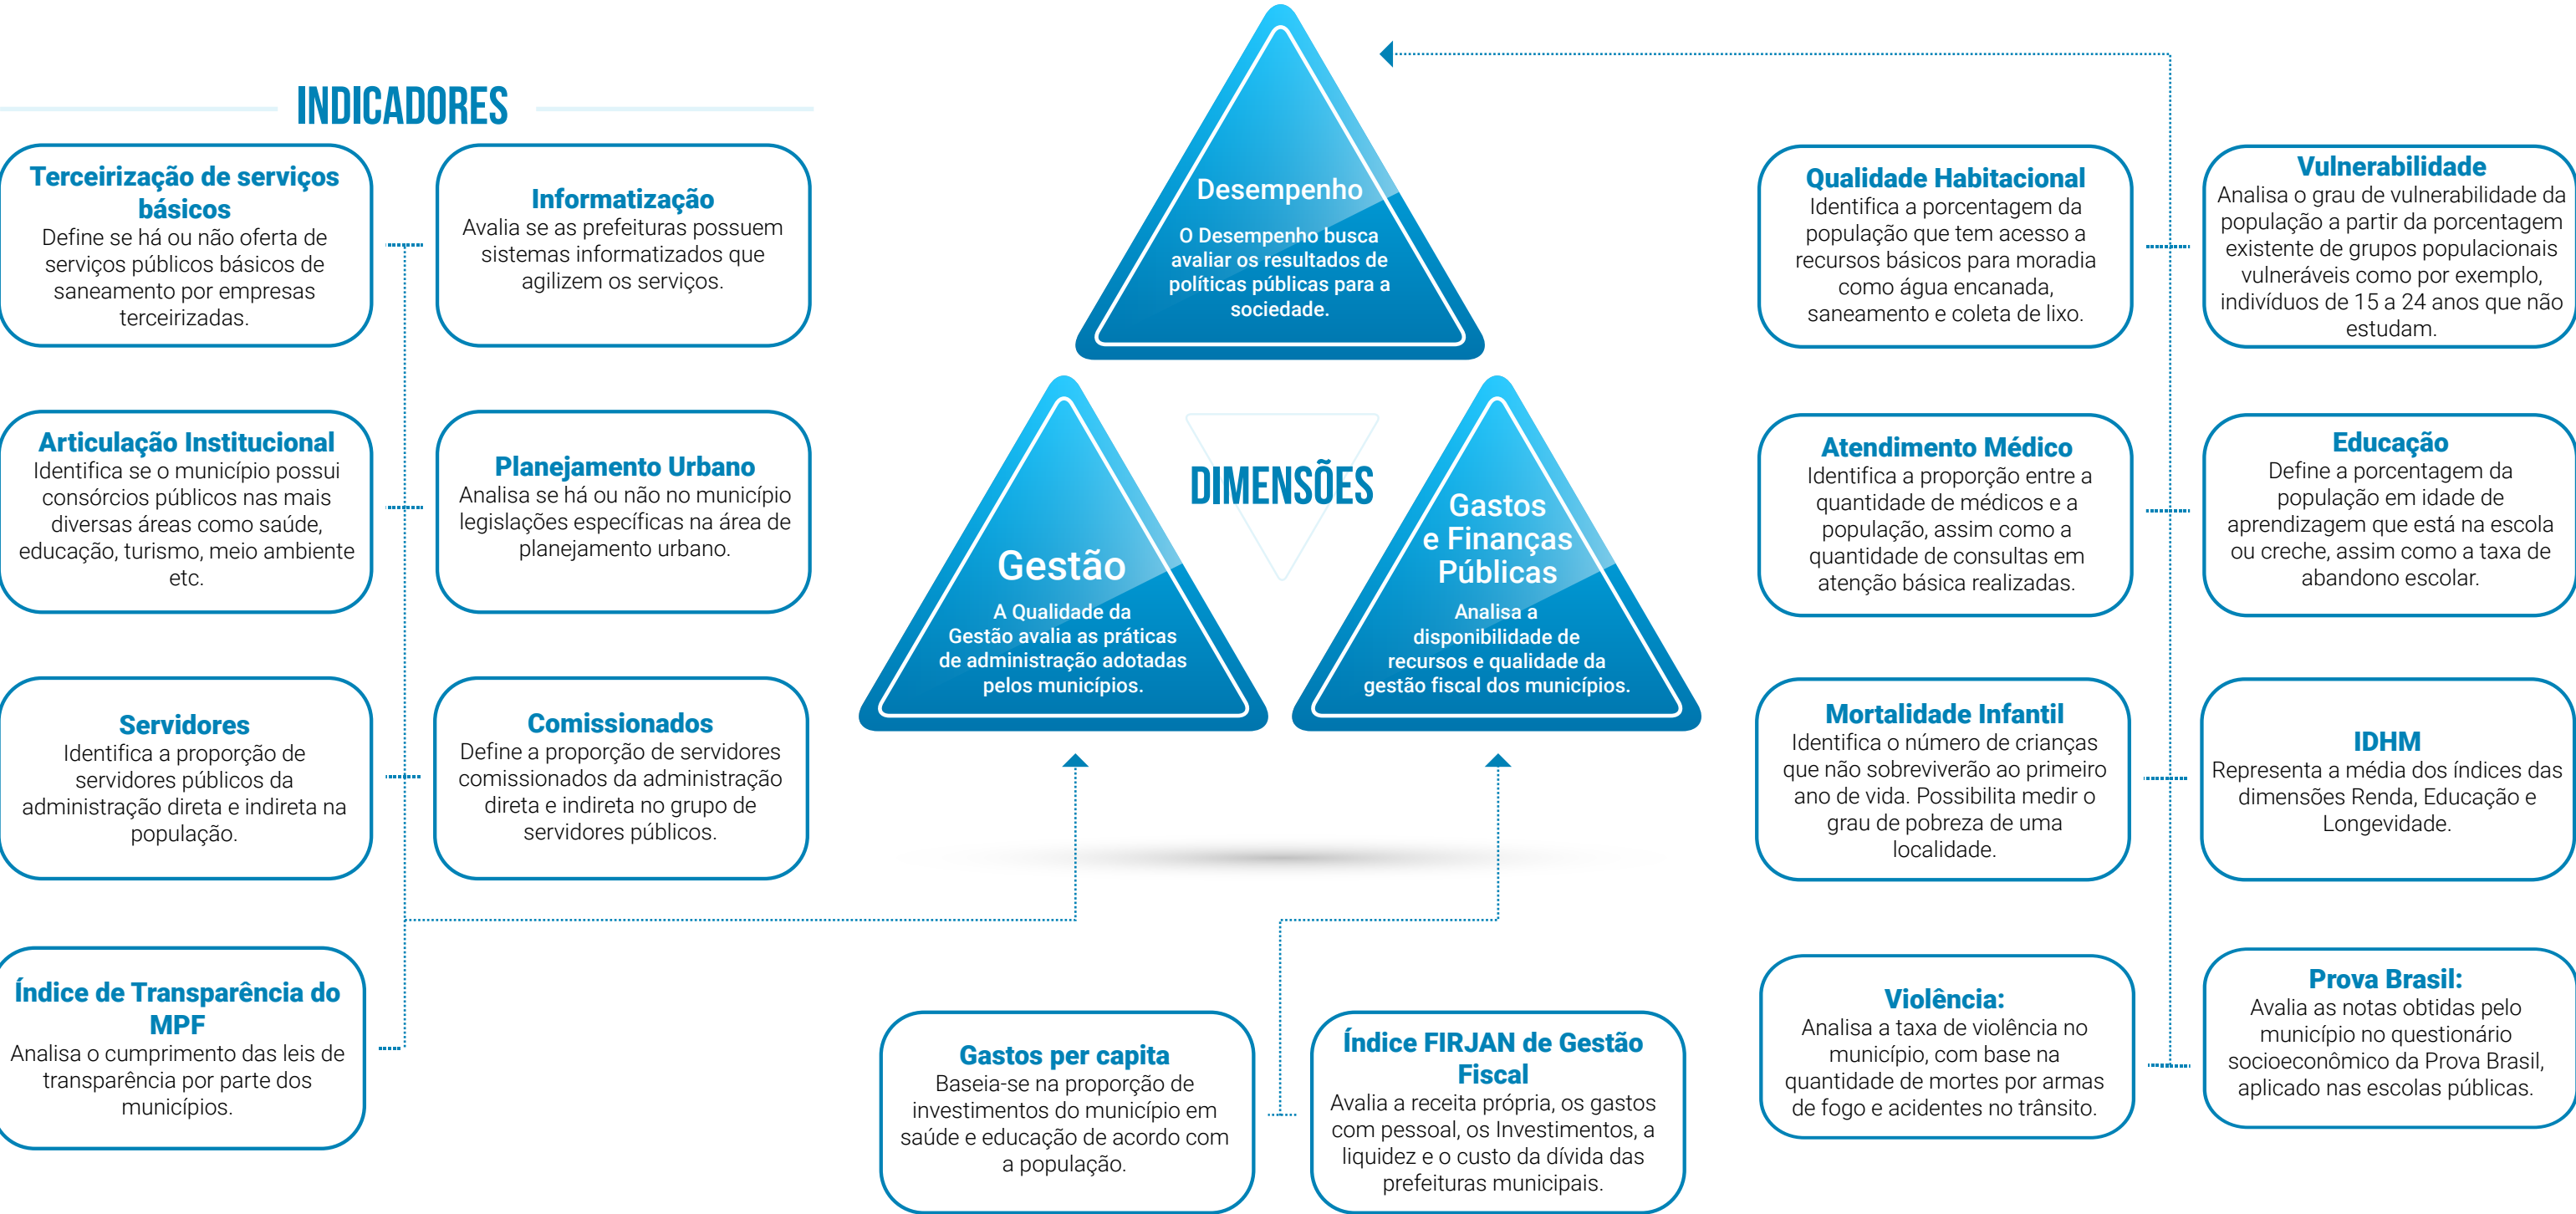 INDICADORES
Terceirização de serviços
básicos
Define se há ou não oferta de
serviços públicos básicos de
saneamento por empresas
terceirizadas.
Informatização
Avalia se as prefeituras possuem
sistemas informatizados que
agilizem os serviços.
Articulação Institucional
Identifica se o município possui
consórcios públicos nas mais
diversas áreas como saúde,
educação, turismo, meio ambiente
etc.
Planejamento Urbano
Analisa se há ou não no município
legislações específicas na área de
planejamento urbano.
Servidores
Identifica a proporção de
servidores públicos da
administração direta e indireta na
população.
Comissionados
Define a proporção de servidores
comissionados da administração
direta e indireta no grupo de
servidores públicos.
Índice de Transparência do
MPF
Analisa o cumprimento das leis de
transparência por parte dos
municípios.
Desempenho
O Desempenho busca
avaliar os resultados de
políticas públicas para a
sociedade.
DIMENSÕES
Gestão
A Qualidade da
Gestão avalia as práticas
de administração adotadas
pelos municípios.
Gastos
e Finanças
Públicas
Analisa a
disponibilidade de
recursos e qualidade da
gestão fiscal dos municípios.
Gastos per capita
Baseia-se na proporção de
investimentos do município em
saúde e educação de acordo com
a população.
Índice FIRJAN de Gestão
Fiscal
Avalia a receita própria, os gastos
com pessoal, os Investimentos, a
liquidez e o custo da dívida das
prefeituras municipais.
Qualidade Habitacional
Identifica a porcentagem da
população que tem acesso a
recursos básicos para moradia
como água encanada,
saneamento e coleta de lixo.
Vulnerabilidade
Analisa o grau de vulnerabilidade da
população a partir da porcentagem
existente de grupos populacionais
vulneráveis como por exemplo,
indivíduos de 15 a 24 anos que não
estudam.
Atendimento Médico
Identifica a proporção entre a
quantidade de médicos e a
população, assim como a
quantidade de consultas em
atenção básica realizadas.
Educação
Define a porcentagem da
população em idade de
aprendizagem que está na escola
ou creche, assim como a taxa de
abandono escolar.
Mortalidade Infantil
Identifica o número de crianças
que não sobreviverão ao primeiro
ano de vida. Possibilita medir o
grau de pobreza de uma
localidade.
IDHM
Representa a média dos índices das
dimensões Renda, Educação e
Longevidade.
Violência:
Analisa a taxa de violência no
município, com base na
quantidade de mortes por armas
de fogo e acidentes no trânsito.
Prova Brasil:
Avalia as notas obtidas pelo
município no questionário
socioeconômico da Prova Brasil,
aplicado nas escolas públicas.